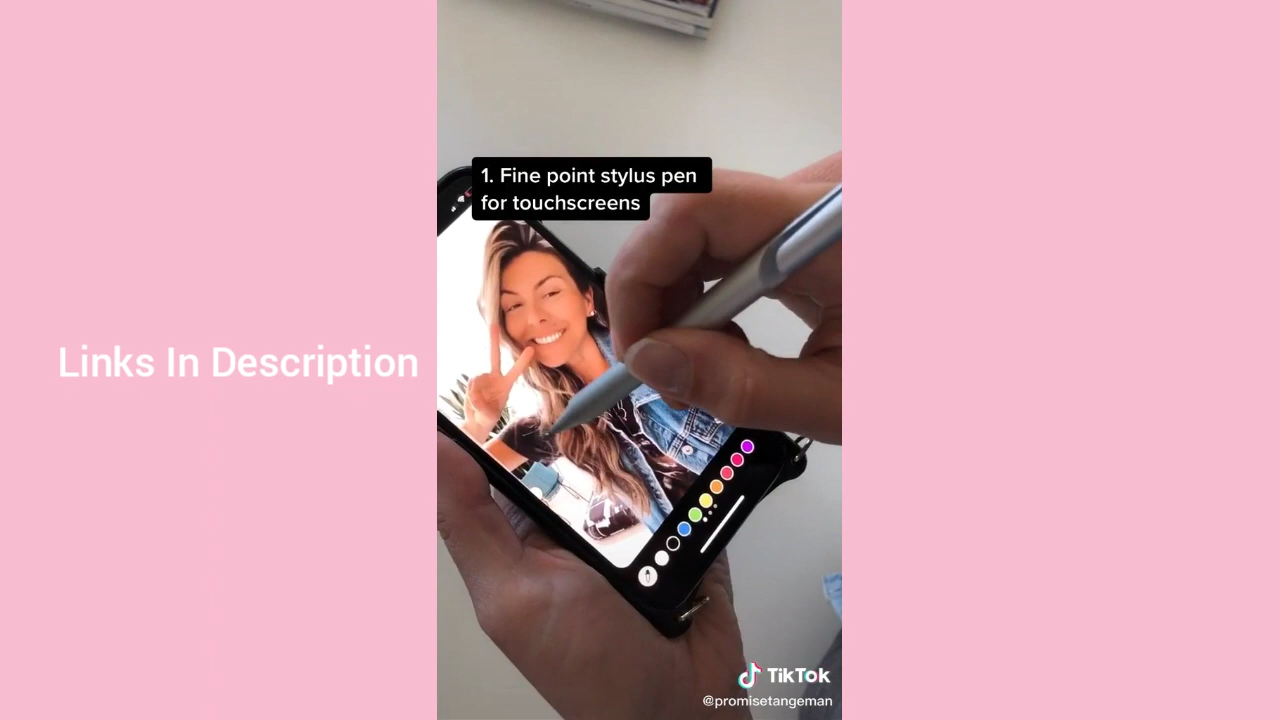 1. Fine point stylus pen
for touchscreens
Links In Description
TikTok
@promisetangeman